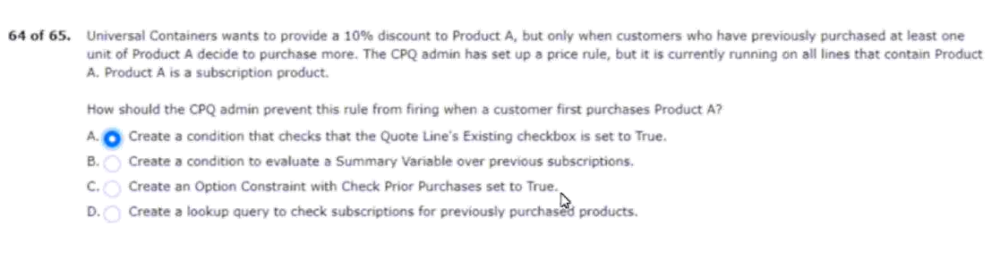 64 of 65. Universal Containers wants to provide a 10% discount to Product A, but only when customers who have previously purchased at least one
unit of Product A decide to purchase more. The CPQ admin has set up a price rule, but it is currently running on all lines that contain Product
A. Product A is a subscription product.
How should the CPQ admin prevent this rule from firing when a customer first purchases Product A?
A. Create a condition that checks that the Quote Line's Existing checkbox is set to True.
B. Create a condition to evaluate a Summary Variable over previous subscriptions.
C. Create an Option Constraint with Check Prior Purchases set to True.
D. Create a lookup query to check subscriptions for previously purchased products.